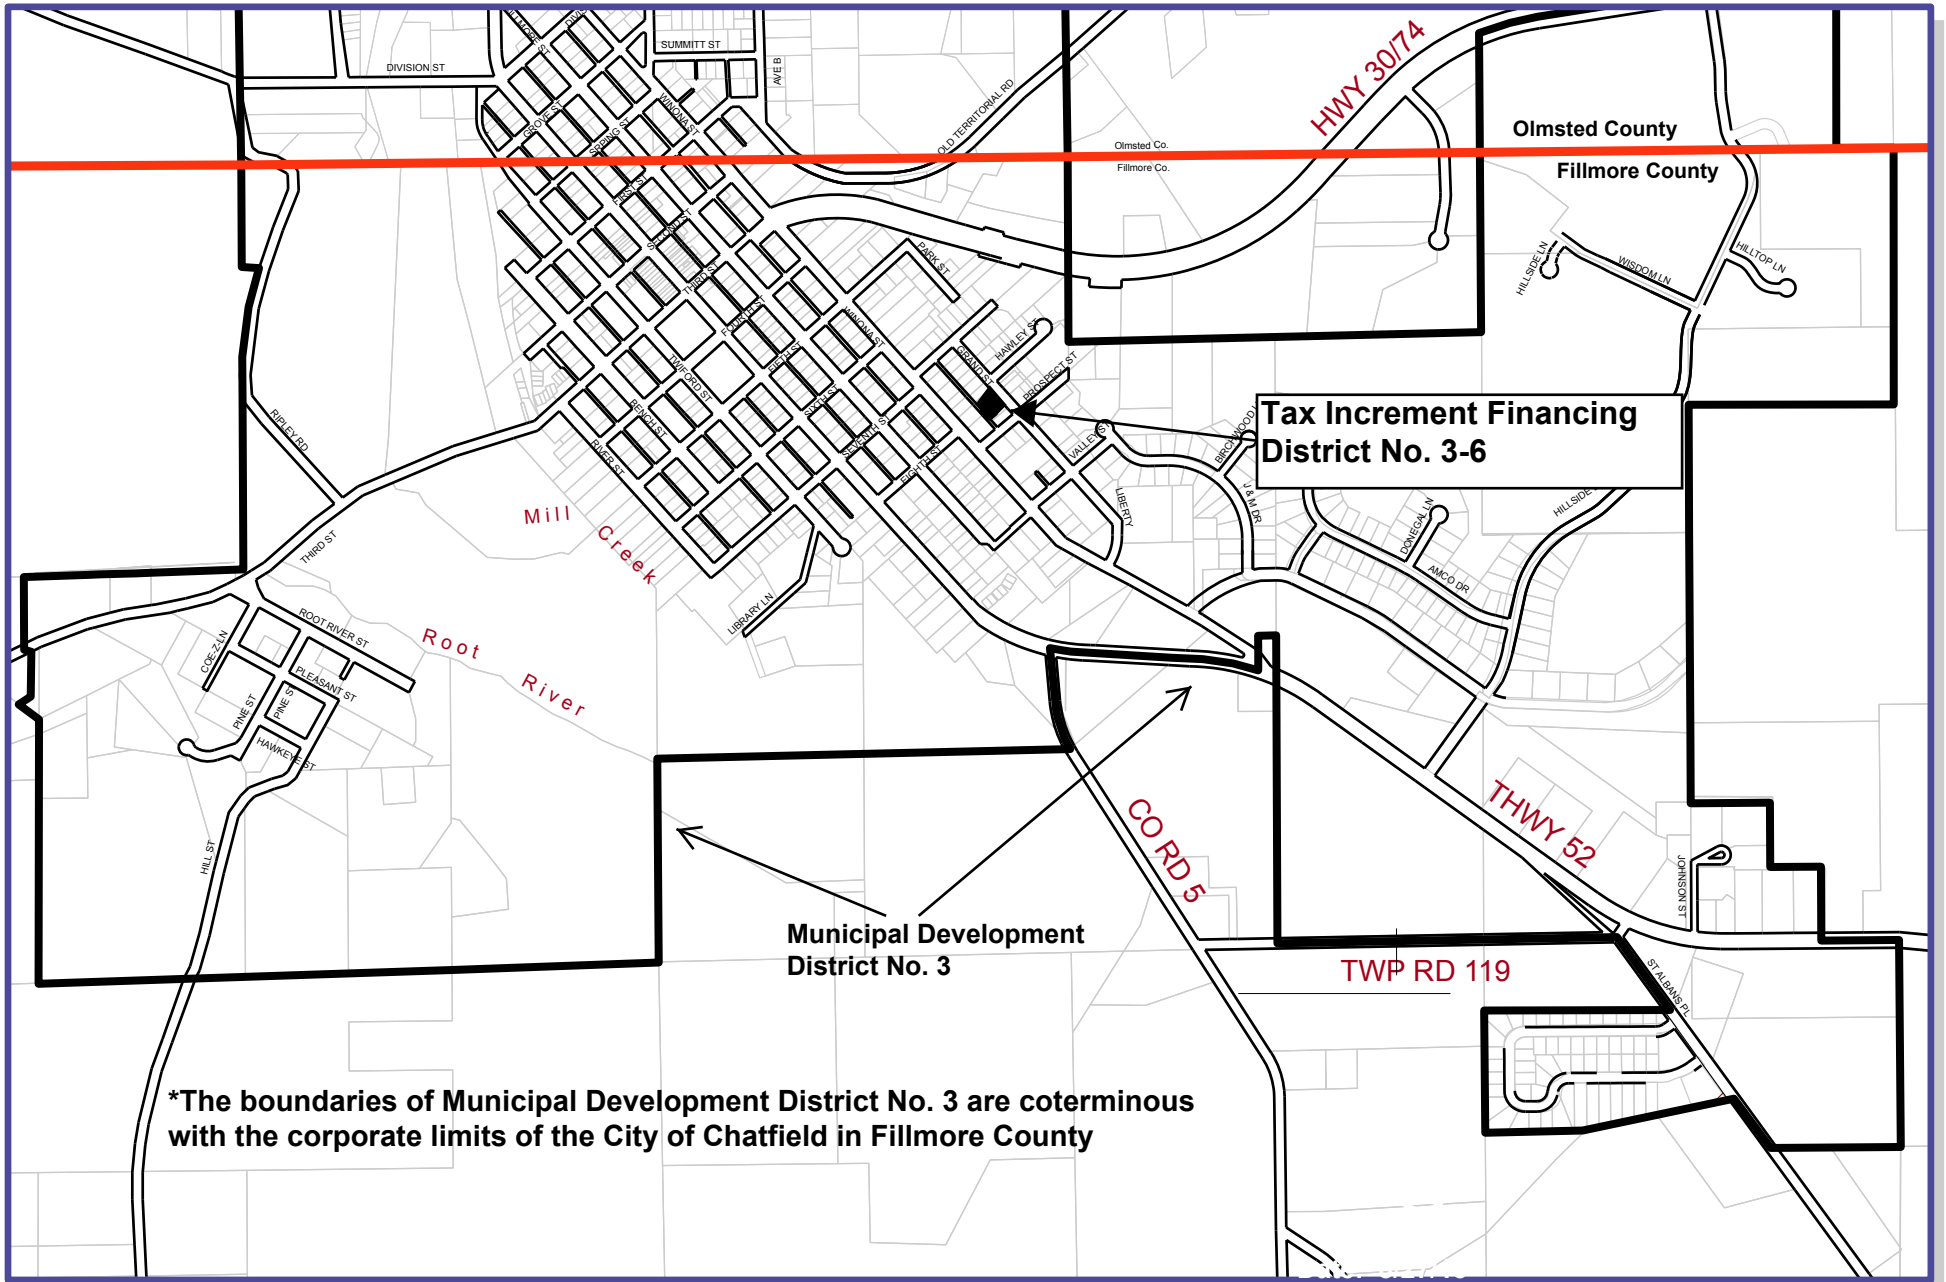 DIVISION ST
SUMMITT ST
AVE B
WINONA ST
GROVE ST
SRPING ST
OLD TERRITORIAL RD
HWY 30/74
Olmsted County
Fillmore County
Olmsted Co.
Fillmore Co.
FIRST ST
SECOND ST
THIRD ST
FOURTH ST
FIFTH ST
SIXTH ST
SEVENTH ST
EIGHTH ST
PARK ST
WINONA ST
GRAND ST
HAWLEY ST
PROSPECT ST
HILLSIDE LN
WISDOM LN
HILLTOP LN
TWIFORD ST
BENCH ST
RIVER ST
RIPLEY RD
Tax Increment Financing
District No. 3-6
VALLEY ST
LIBERTY
J & M DR
DONEGAL LN
AMCO DR
Mill
Creek
THIRD ST
LIBRARY LN
ROOT RIVER ST
COE-Z-LN
PLEASANT ST
PINE ST
PINE S
HAWKEYE ST
HILL ST
Root
River
CO RD 5
THWY 52
JOHNSON ST
Municipal Development
District No. 3
TWP RD 119
ST ALBANS PL
*The boundaries of Municipal Development District No. 3 are coterminous
with the corporate limits of the City of Chatfield in Fillmore County